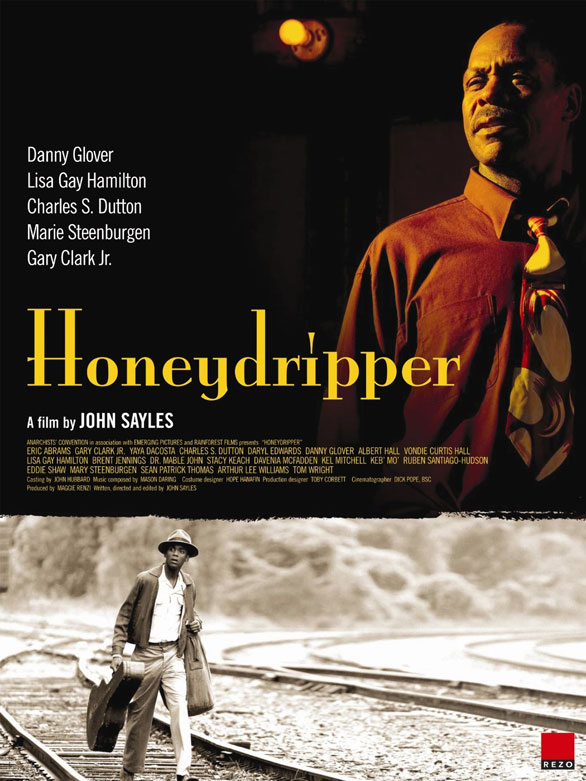 Danny Glover
Lisa Gay Hamilton
Charles S. Dutton
Marie Steenburgen
Gary Clark Jr.
Honeydripper
A film by JOHN SAYLES
ANARCHISTS' CONVENTION in association with EMERGING PICTURES and RAINFOREST FILMS presents "HONEYDRIPPER"
ERIC ABRAMS GARY CLARK JR. YAYA DACOSTA CHARLES S. DUTTON DARYL EDWARDS DANNY GLOVER ALBERT HALL VONDIE CURTIS HALL
LISA GAY HAMILTON BRENT JENNINGS DR. MABLE JOHN STACY KEACH DAVENIA MCFADDEN KEL MITCHELL KEB' MO' RUBEN SANTIAGO-HUDSON
EDDIE SHAW MARY STEENBURGEN SEAN PATRICK THOMAS ARTHUR LEE WILLIAMS TOM WRIGHT
Casting by JOHN HUBBARD Music composed by MASON DARING Costume designer HOPE HANAFIN Production designer TOBY CORBETT Cinematographer DICK POPE, BSC
Produced by MAGGIE RENZI Written, directed and edited by JOHN SAYLES
REZO